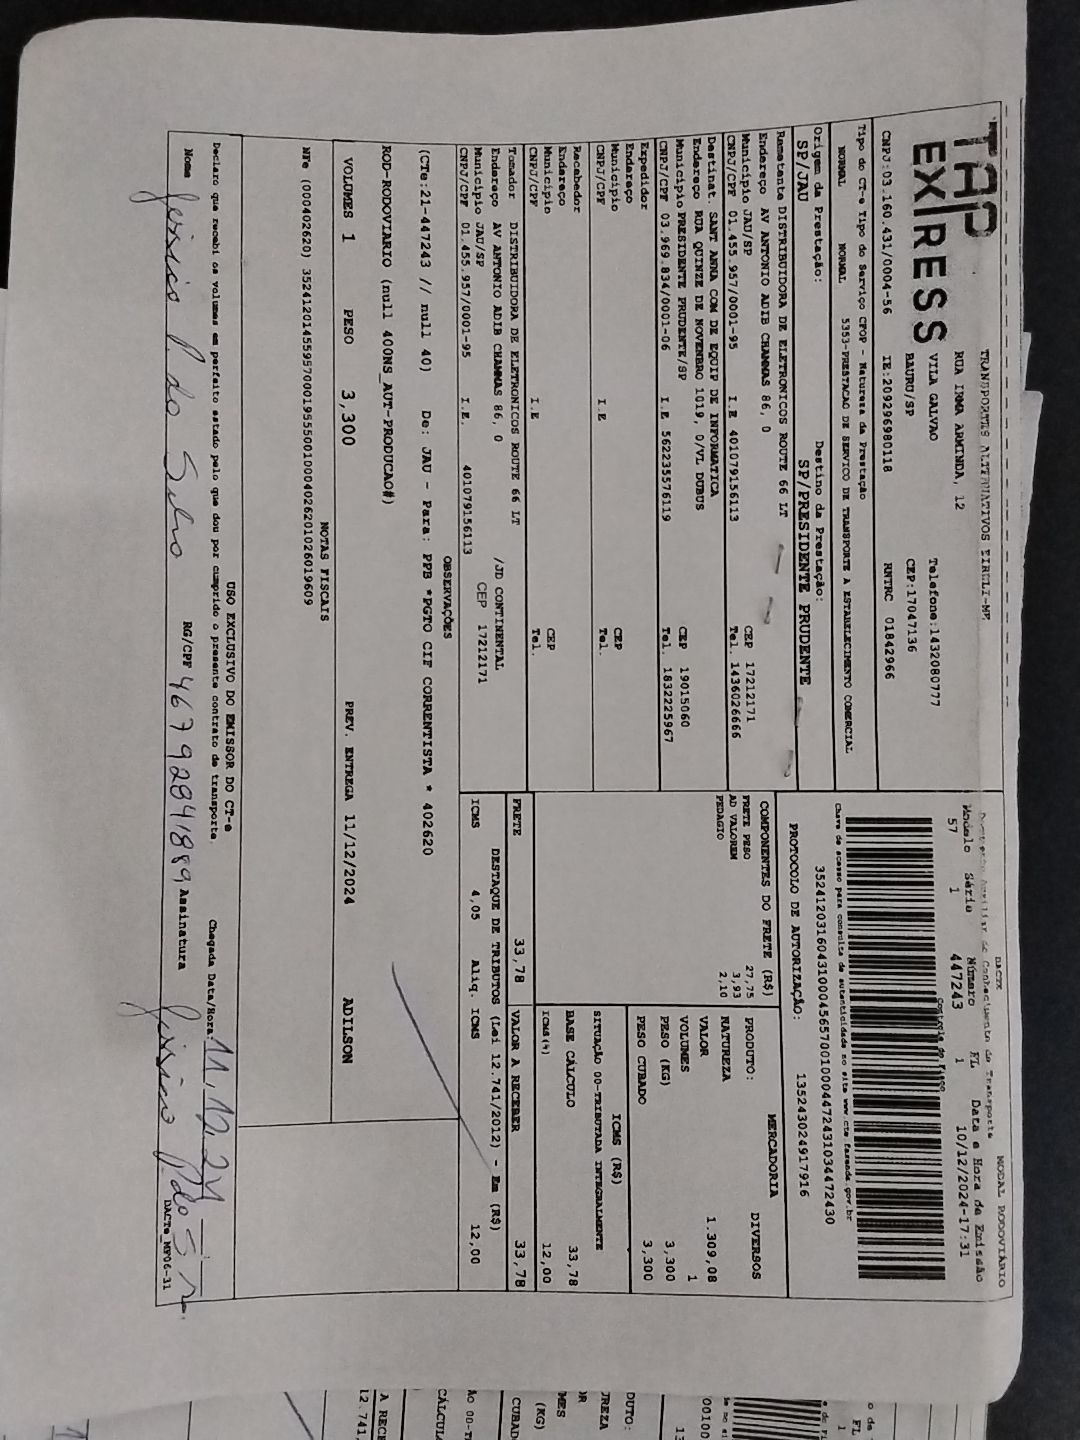 TAP
EXPRESS
TRANSPORTES ALTERNATIVOS EIRELI-ME
RUA IRMA ARMINDA, 12
VILA GALVAO Telefone:1432080777
BAURU/SP CEP:17047136
CNPJ:03.160.431/0004-56 IE:209296980118 RNTRC 01842966
Tipo do CT-e Tipo do Serviço CFOP - Natureza da Prestação
NORMAL NORMAL 5353-PRESTACAO DE SERVICO DE TRANSPORTE A ESTABELECIMENTO COMERCIAL
Origem da Prestação: Destino da Prestação:
SP/JAU SP/PRESIDENTE PRUDENTE
DACTE MODAL RODOVIÁRIO
Documento Auxiliar do Conhecimento de Transporte
Modelo Série Número FL Data e Hora de Emissão
57 1 447243 1 10/12/2024-17:31
Controle do Fisco
Chave de acesso para consulta de autenticidade no site www.cte.fazenda.gov.br
35241203160431000456570010004472431034472430
PROTOCOLO DE AUTORIZAÇÃO: 135243024917916
Remetente DISTRIBUIDORA DE ELETRONICOS ROUTE 66 LT
Endereço AV ANTONIO ADIB CHAMMAS 86, 0
Município JAU/SP CEP 17212171
CNPJ/CPF 01.455.957/0001-95 I.E 401079156113 Tel. 1436026666
Destinat. SANT ANNA COM DE EQUIP DE INFORMATICA
Endereço RUA QUINZE DE NOVEMBRO 1019, 0/VL DUBUS
Município PRESIDENTE PRUDENTE/SP CEP 19015060
CNPJ/CPF 03.969.834/0001-06 I.E 562235576119 Tel. 1832225967
Expedidor
Endereço
Município CEP
CNPJ/CPF I.E Tel.
Recebedor
Endereço
Município CEP
CNPJ/CPF I.E Tel.
Tomador DISTRIBUIDORA DE ELETRONICOS ROUTE 66 LT
Endereço AV ANTONIO ADIB CHAMMAS 86, 0 /JD CONTINENTAL
Município JAU/SP CEP 17212171
CNPJ/CPF 01.455.957/0001-95 I.E. 401079156113
COMPONENTES DO FRETE (R$)
FRETE PESO 27,75
AD VALOREM 3,93
PEDAGIO 2,10
MERCADORIA
PRODUTO: DIVERSOS
NATUREZA
VALOR 1.309,08
VOLUMES 1
PESO (KG) 3,300
PESO CUBADO 3,300
ICMS (R$)
SITUAÇÃO 00-TRIBUTADA INTEGRALMENTE
BASE CÁLCULO 33,78
ICMS(%) 12,00
FRETE 33,78 VALOR A RECEBER 33,78
DESTAQUE DE TRIBUTOS (Lei 12.741/2012) - Em (R$)
ICMS 4,05 Aliq. ICMS 12,00
OBSERVAÇÕES
(CTe:21-447243 // null 40) De: JAU - Para: PPB *PGTO CIF CORRENTISTA * 402620
ROD-RODOVIARIO (null 400NS_AUT-PRODUCAO#)
VOLUMES 1 PESO 3,300 PREV. ENTREGA 11/12/2024 ADILSON
NOTAS FISCAIS
NFe (000402620) 35241201455957000195550010004026201026019609
USO EXCLUSIVO DO EMISSOR DO CT-e
Declaro que recebi os volumes em perfeito estado pelo que dou por cumprido o presente contrato de transporte. Chegada Data/Hora: 11.12.24
Nome Jessica P. da Silva RG/CPF 46792841889 Assinatura
DACTe_MP06-31